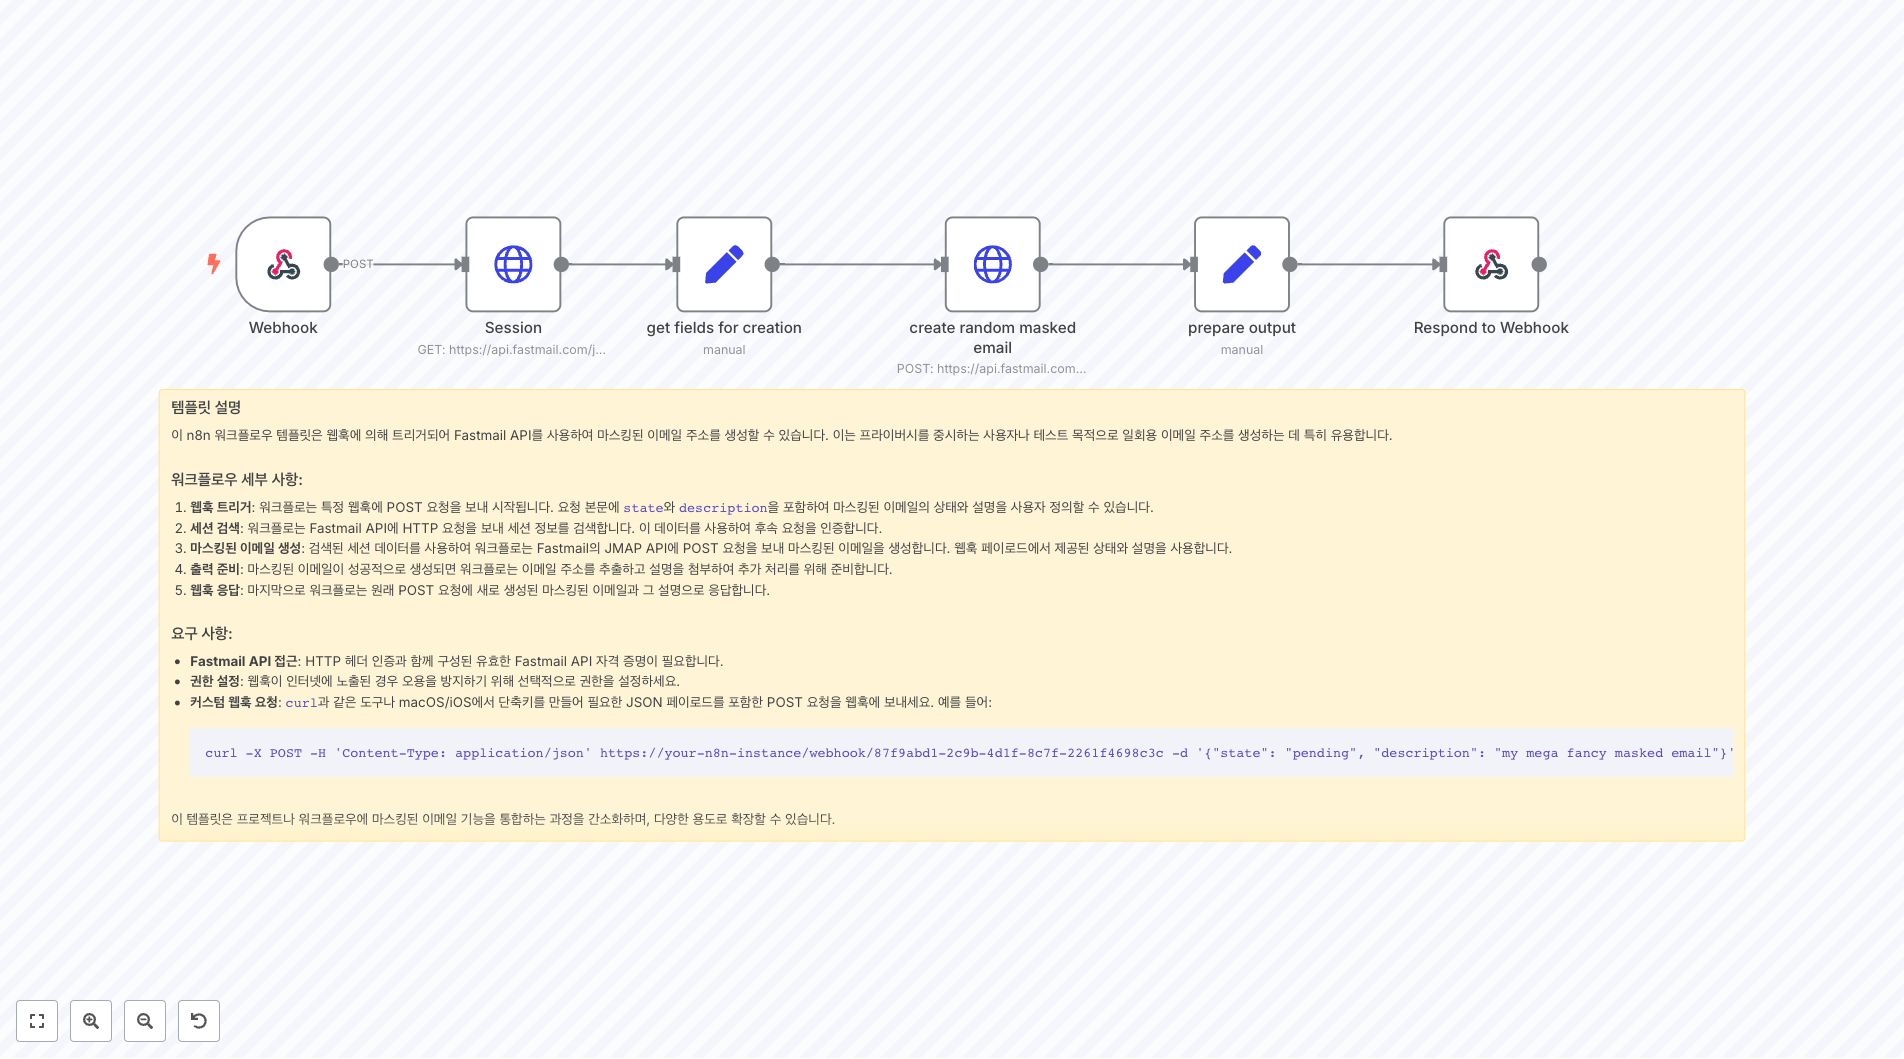 POST
Webhook
Session
GET: https://api.fastmail.com/j...
get fields for creation
manual
create random masked
email
POST: https://api.fastmail.com...
prepare output
manual
Respond to Webhook
템플릿 설명
이 n8n 워크플로우 템플릿은 웹훅에 의해 트리거되어 Fastmail API를 사용하여 마스킹된 이메일 주소를 생성할 수 있습니다. 이는 프라이버시를 중시하는 사용자나 테스트 목적으로 일회용 이메일 주소를 생성하는 데 특히 유용합니다.
워크플로우 세부 사항:
1. 웹훅 트리거: 워크플로는 특정 웹훅에 POST 요청을 보내 시작됩니다. 요청 본문에 state와 description을 포함하여 마스킹된 이메일의 상태와 설명을 사용자 정의할 수 있습니다.
2. 세션 검색: 워크플로는 Fastmail API에 HTTP 요청을 보내 세션 정보를 검색합니다. 이 데이터를 사용하여 후속 요청을 인증합니다.
3. 마스킹된 이메일 생성: 검색된 세션 데이터를 사용하여 워크플로는 Fastmail의 JMAP API에 POST 요청을 보내 마스킹된 이메일을 생성합니다. 웹훅 페이로드에서 제공된 상태와 설명을 사용합니다.
4. 출력 준비: 마스킹된 이메일이 성공적으로 생성되면 워크플로는 이메일 주소를 추출하고 설명을 첨부하여 추가 처리를 위해 준비합니다.
5. 웹훅 응답: 마지막으로 워크플로는 원래 POST 요청에 새로 생성된 마스킹된 이메일과 그 설명으로 응답합니다.
요구 사항:
• Fastmail API 접근: HTTP 헤더 인증과 함께 구성된 유효한 Fastmail API 자격 증명이 필요합니다.
• 권한 설정: 웹훅이 인터넷에 노출된 경우 오용을 방지하기 위해 선택적으로 권한을 설정하세요.
• 커스텀 웹훅 요청: curl과 같은 도구나 macOS/iOS에서 단축키를 만들어 필요한 JSON 페이로드를 포함한 POST 요청을 웹훅에 보내세요. 예를 들어:
curl -X POST -H 'Content-Type: application/json' https://your-n8n-instance/webhook/87f9abd1-2c9b-4d1f-8c7f-2261f4698c3c -d '{"state": "pending", "description": "my mega fancy masked email"}'
이 템플릿은 프로젝트나 워크플로우에 마스킹된 이메일 기능을 통합하는 과정을 간소화하며, 다양한 용도로 확장할 수 있습니다.